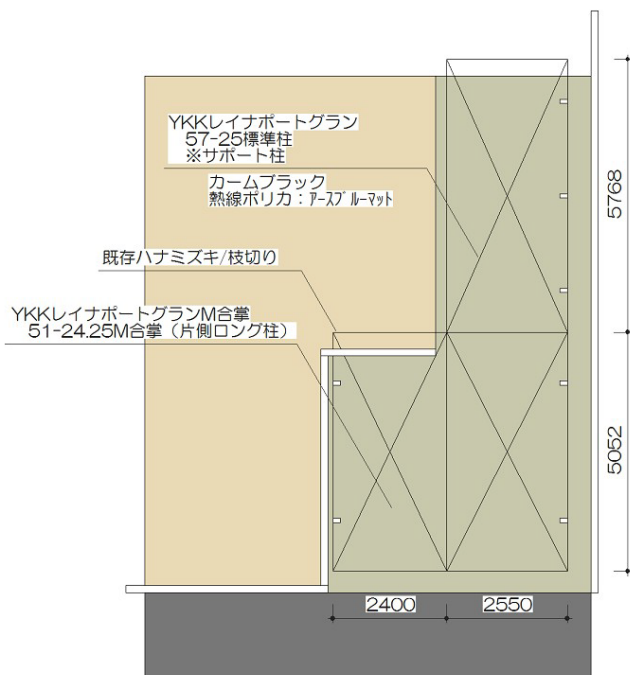 YKKレイナポートグラン
57-25標準柱
※サポート柱
カームブラック
熱線ポリカ：ｱｰｽﾌﾞﾙｰﾏｯﾄ
既存ハナミズキ/枝切り
YKKレイナポートグランM合掌
51-24.25M合掌（片側ロング柱）
5768
5052
2400
2550